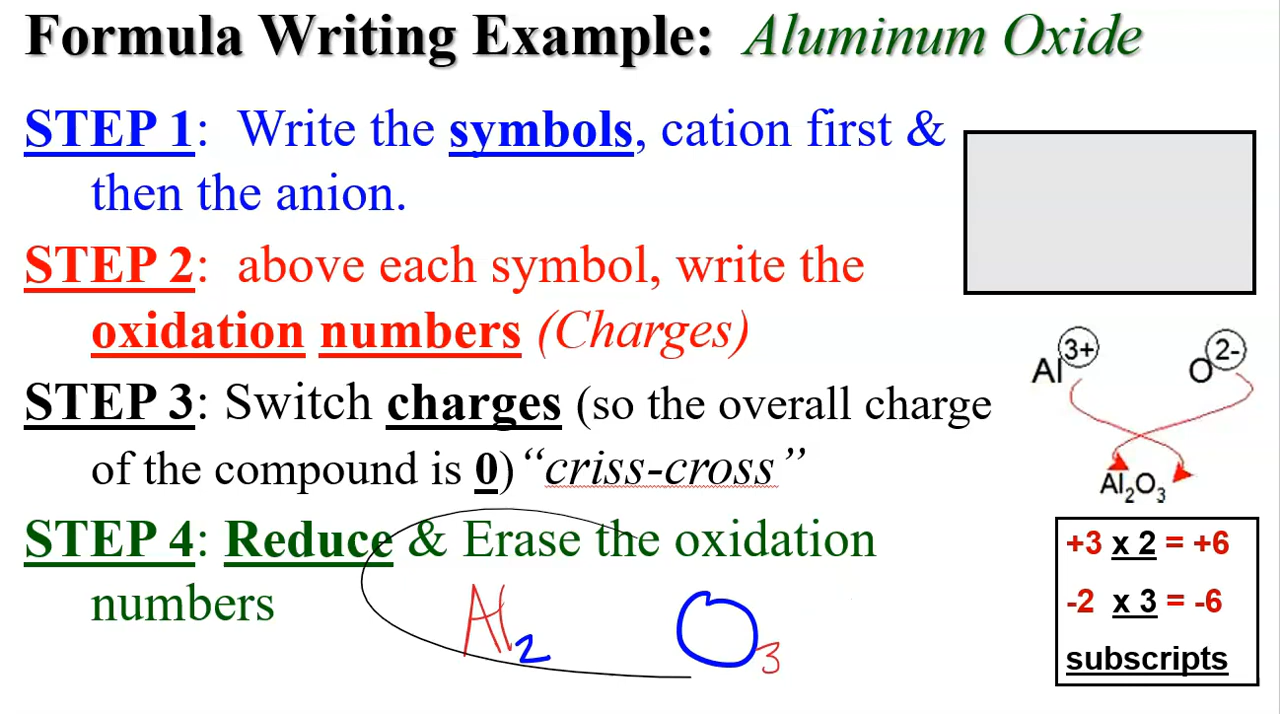 Formula Writing Example: Aluminum Oxide
STEP 1: Write the symbols, cation first &
then the anion.
STEP 2: above each symbol, write the
oxidation numbers (Charges)
STEP 3: Switch charges (so the overall charge
of the compound is 0) “criss-cross”
STEP 4: Reduce & Erase the oxidation
numbers
Al₂ O₃
Al³⁺ O²⁻
Al₂O₃
+3 x 2 = +6
-2 x 3 = -6
subscripts